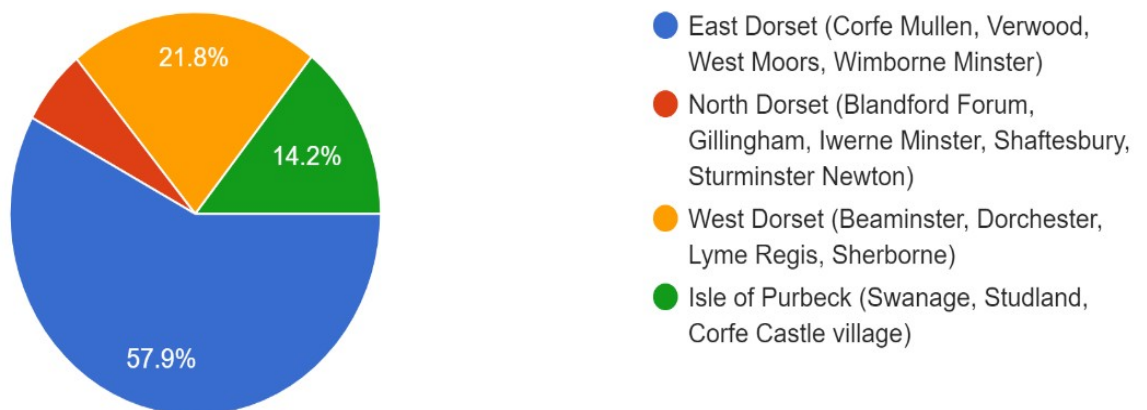 21.8%
14.2%
57.9%
East Dorset (Corfe Mullen, Verwood,
West Moors, Wimborne Minster)
North Dorset (Blandford Forum,
Gillingham, Iwerne Minster, Shaftesbury,
Sturminster Newton)
West Dorset (Beaminster, Dorchester,
Lyme Regis, Sherborne)
Isle of Purbeck (Swanage, Studland,
Corfe Castle village)